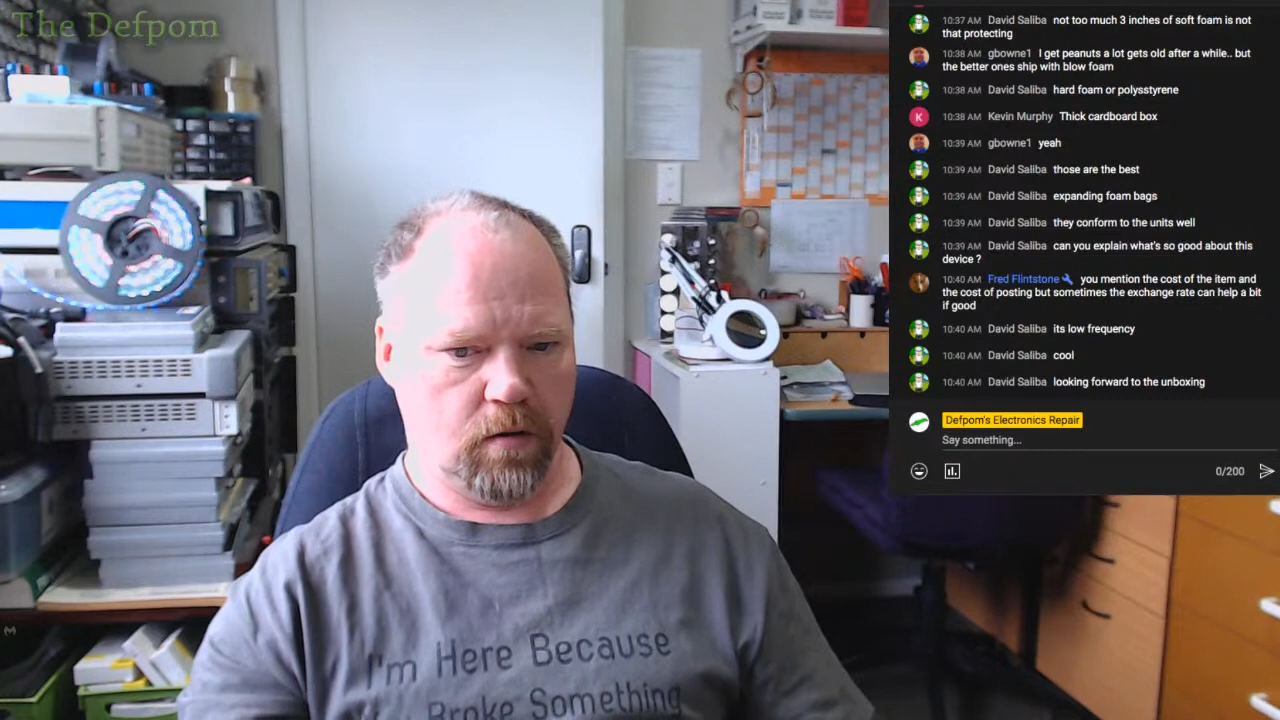 The Defpom
10:37 AM David Saliba not too much 3 inches of soft foam is not
that protecting
10:38 AM gbowne1 I get peanuts a lot gets old after a while.. but
the better ones ship with blow foam
10:38 AM David Saliba hard foam or polysstyrene
K
10:38 AM Kevin Murphy Thick cardboard box
10:39 AM gbowne1 yeah
10:39 AM David Saliba those are the best
10:39 AM David Saliba expanding foam bags
10:39 AM David Saliba they conform to the units well
10:39 AM David Saliba can you explain what's so good about this
device ?
10:40 AM Fred Flintstone you mention the cost of the item and
the cost of posting but sometimes the exchange rate can help a bit
if good
10:40 AM David Saliba its low frequency
10:40 AM David Saliba cool
10:40 AM David Saliba looking forward to the unboxing
Defpom's Electronics Repair
Say something...
0/200
I'm Here Because
Broke Something